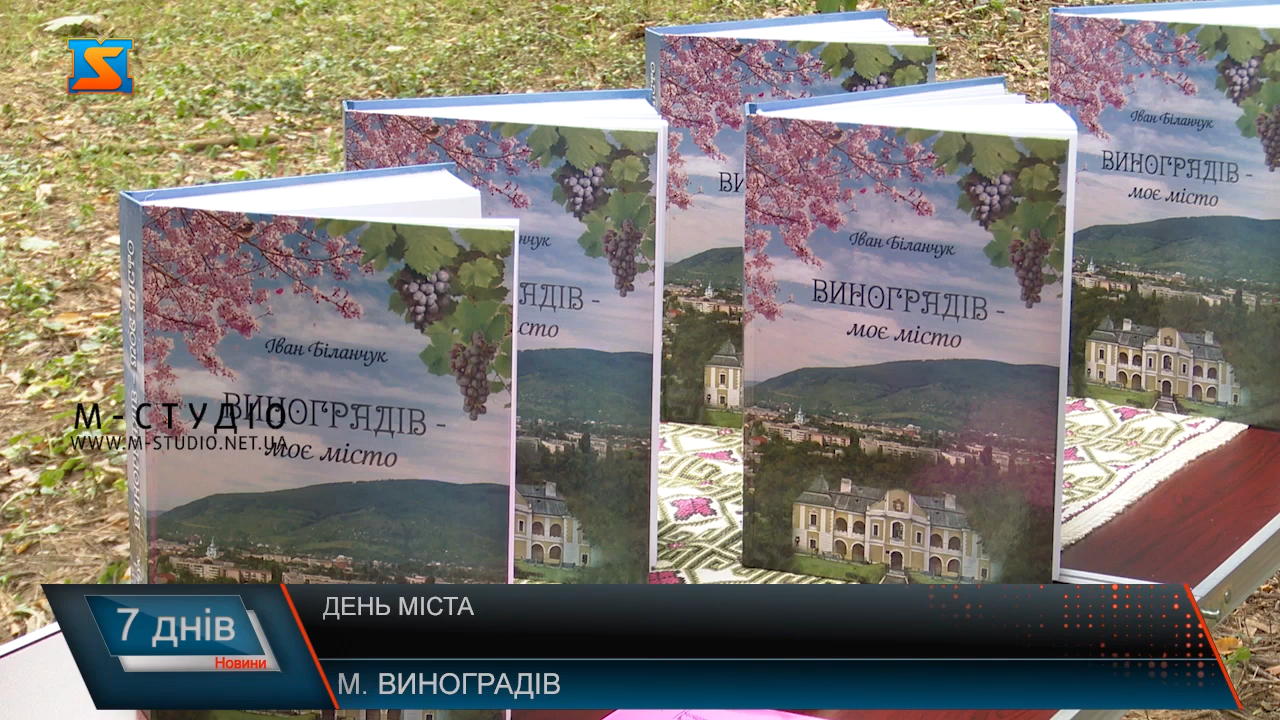 Іван Біланчук
ВИНОГРАДІВ -
моє місто
Іван Біланчук
ВИНОГРАДІВ -
моє місто
Іван Біланчук
ВИНОГРАДІВ -
моє місто
М-СТУДІО
WWW.M-STUDIO.NET.UA
7 днів
Новини
ДЕНЬ МІСТА
М. ВИНОГРАДІВ